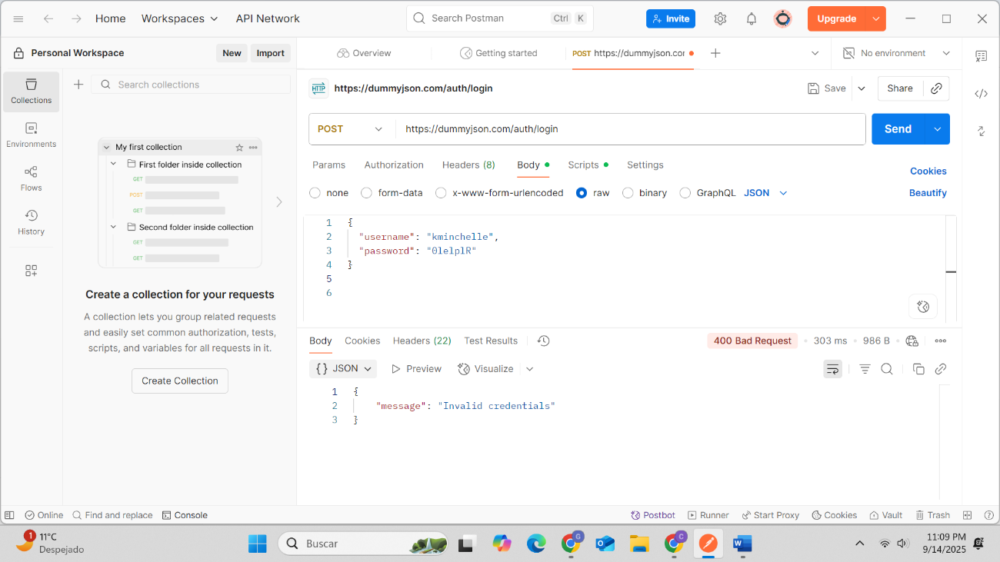 Home Workspaces API Network Search Postman Ctrl K Invite Upgrade
Personal Workspace New Import Overview Getting started POST https://dummyjson.cor No environment
Collections
Environments
Flows
History
Search collections
My first collection
First folder inside collection
GET
POST
GET
Second folder inside collection
GET
GET
Create a collection for your requests
A collection lets you group related requests
and easily set common authorization, tests,
scripts, and variables for all requests in it.
Create Collection
HTTP https://dummyjson.com/auth/login Save Share
POST https://dummyjson.com/auth/login Send
Params Authorization Headers (8) Body Scripts Settings Cookies
none form-data x-www-form-urlencoded raw binary GraphQL JSON Beautify
1 {
2 "username": "kminchelle",
3 "password": "0lelplR"
4 }
5
6
Body Cookies Headers (22) Test Results 400 Bad Request 303 ms 986 B
{} JSON Preview Visualize
1 {
2 "message": "Invalid credentials"
3 }
Online Find and replace Console Postbot Runner Start Proxy Cookies Vault Trash
1 11°C
Despejado
Buscar
G
C
11:09 PM
9/14/2025